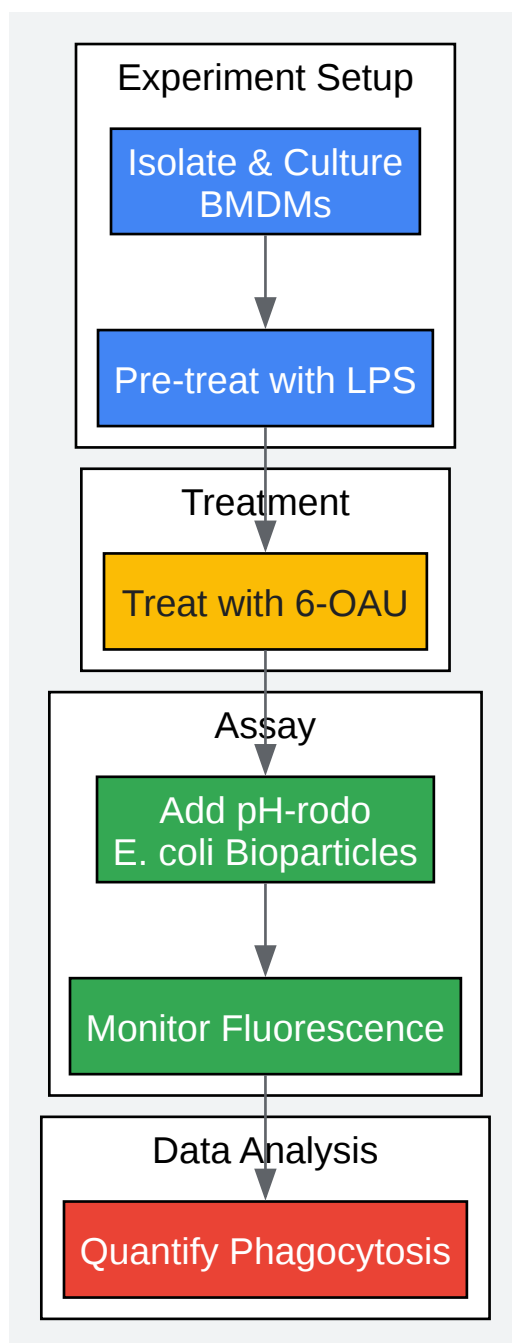 Experiment Setup
Isolate & Culture
BMDMs
Pre-treat with LPS
Treatment
Treat with 6-OAU
Assay
Add pH-rodo
E. coli Bioparticles
Monitor Fluorescence
Data Analysis
Quantify Phagocytosis